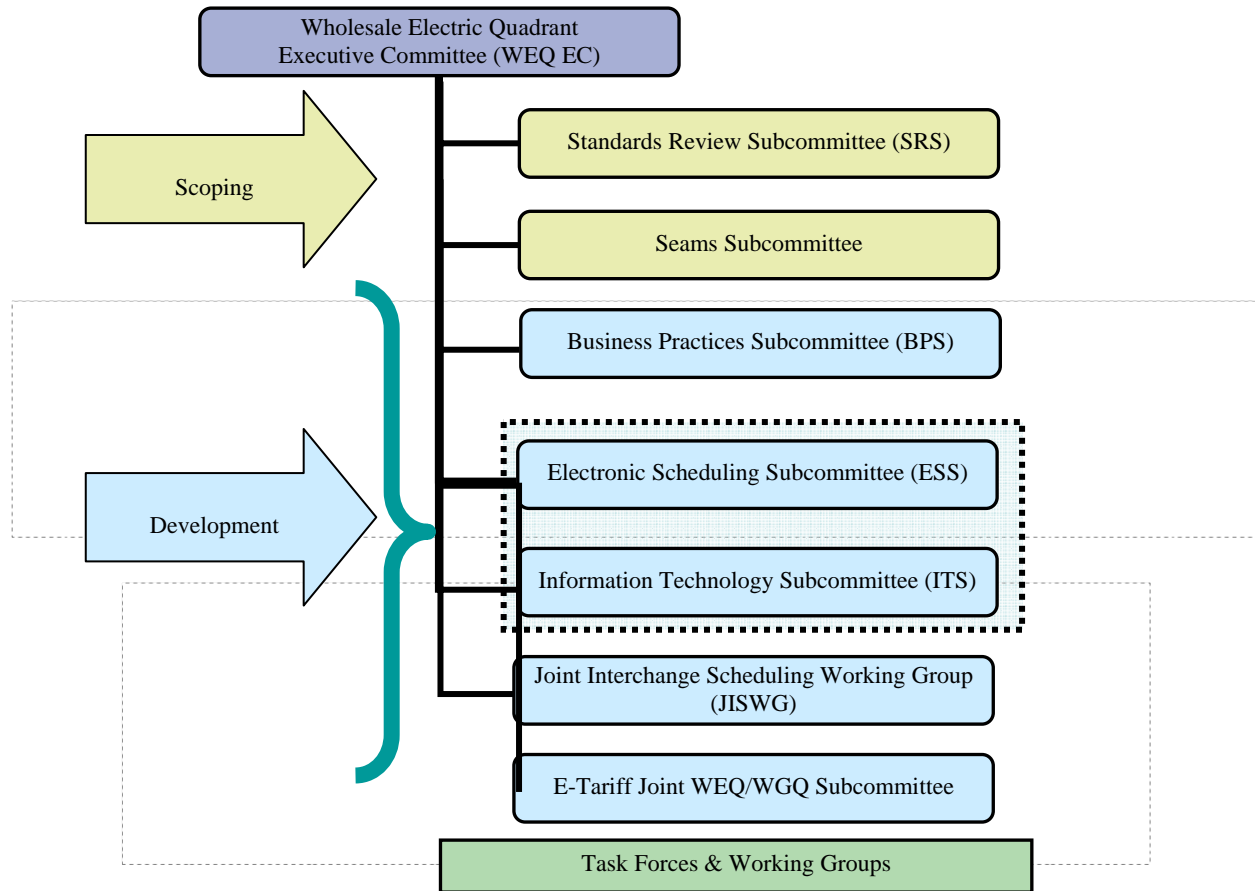 Wholesale Electric Quadrant
Executive Committee (WEQ EC)
Standards Review Subcommittee (SRS)
Scoping
Seams Subcommittee
Business Practices Subcommittee (BPS)
Electronic Scheduling Subcommittee (ESS)
Development
Information Technology Subcommittee (ITS)
Joint Interchange Scheduling Working Group
(JISWG)
E-Tariff Joint WEQ/WGQ Subcommittee
Task Forces & Working Groups